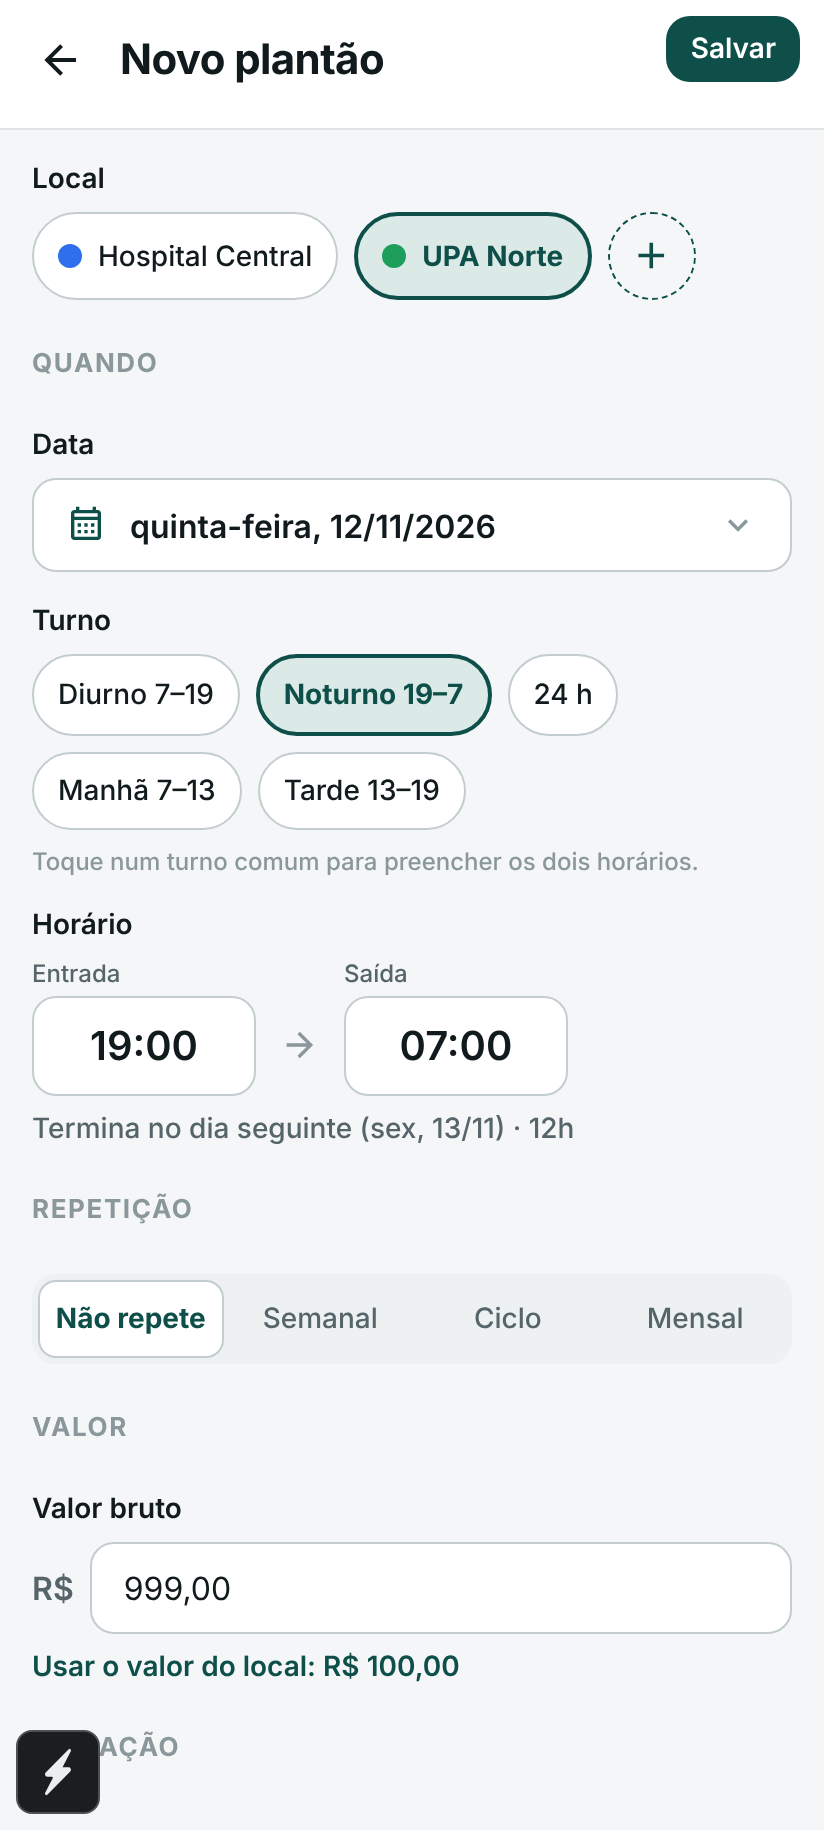 Novo plantão
Salvar
Local
Hospital Central
UPA Norte
+
QUANDO
Data
quinta-feira, 12/11/2026
Turno
Diurno 7–19
Noturno 19–7
24 h
Manhã 7–13
Tarde 13–19
Toque num turno comum para preencher os dois horários.
Horário
Entrada
Saída
19:00
07:00
Termina no dia seguinte (sex, 13/11) · 12h
REPETIÇÃO
Não repete
Semanal
Ciclo
Mensal
VALOR
Valor bruto
R$
999,00
Usar o valor do local: R$ 100,00